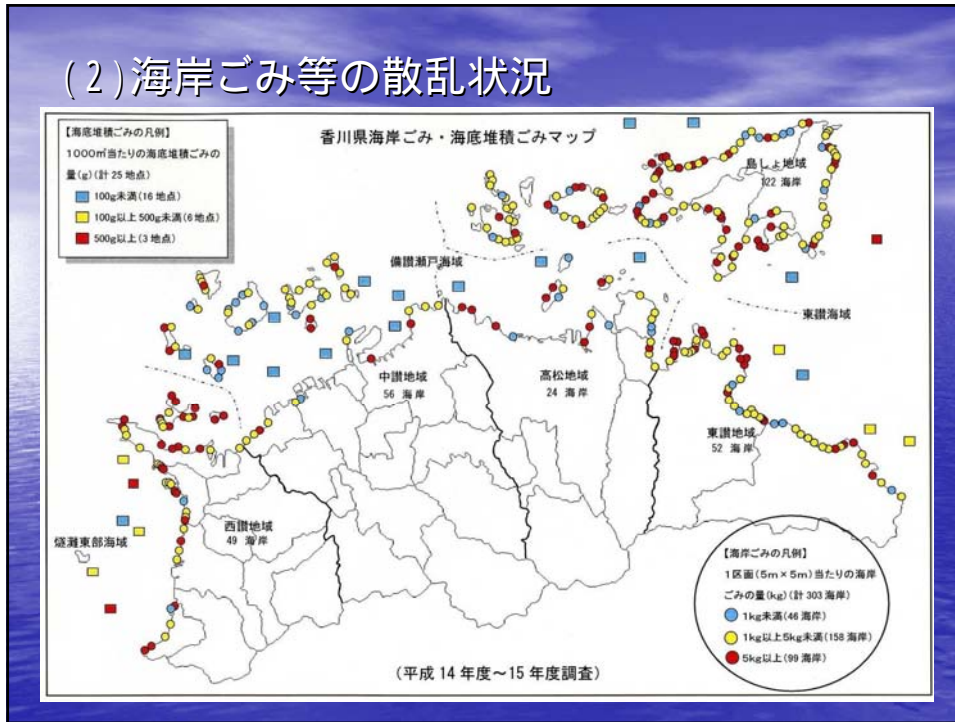 (2)海岸ごみ等の散乱状況
【海底堆積ごみの凡例】
1000㎡当たりの海底堆積ごみの
量(g)(計25地点)
100g未満(16地点)
100g以上500g未満(6地点)
500g以上(3地点)
香川県海岸ごみ・海底堆積ごみマップ
島しょ地域
122海岸
備讃瀬戸海域
東讃海域
中讃地域
56海岸
高松地域
24海岸
東讃地域
52海岸
西讃地域
49海岸
燧灘東部海域
【海岸ごみの凡例】
1区画(5m×5m)当たりの海岸
ごみの量(kg)(計303海岸)
1kg未満(46海岸)
1kg以上5kg未満(158海岸)
5kg以上(99海岸)
(平成14年度~15年度調査)